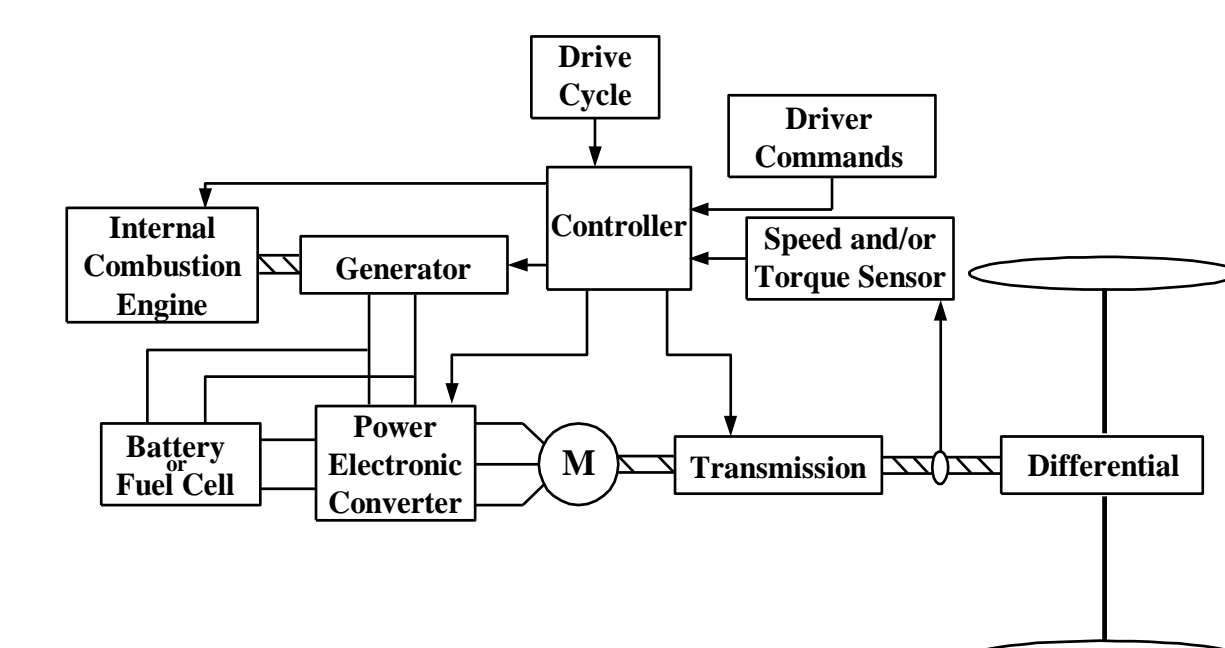 Drive
Cycle
Driver
Commands
Controller
Internal
Combustion
Engine
Generator
Speed and/or
Torque Sensor
Battery
or
Fuel Cell
Power
Electronic
Converter
M
Transmission
Differential